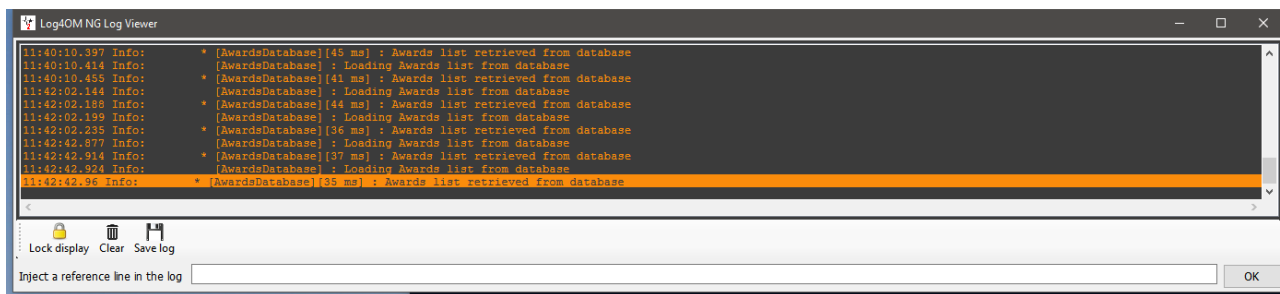 Log4OM NG Log Viewer
11:40:10.397 Info: * [AwardsDatabase][45 ms] : Awards list retrieved from database
11:40:10.414 Info: [AwardsDatabase] : Loading Awards list from database
11:40:10.455 Info: * [AwardsDatabase][41 ms] : Awards list retrieved from database
11:42:02.144 Info: [AwardsDatabase] : Loading Awards list from database
11:42:02.188 Info: * [AwardsDatabase][44 ms] : Awards list retrieved from database
11:42:02.199 Info: [AwardsDatabase] : Loading Awards list from database
11:42:02.235 Info: * [AwardsDatabase][36 ms] : Awards list retrieved from database
11:42:42.877 Info: [AwardsDatabase] : Loading Awards list from database
11:42:42.914 Info: * [AwardsDatabase][37 ms] : Awards list retrieved from database
11:42:42.924 Info: [AwardsDatabase] : Loading Awards list from database
11:42:42.96 Info: * [AwardsDatabase][35 ms] : Awards list retrieved from database
Lock display Clear Save log
Inject a reference line in the log OK